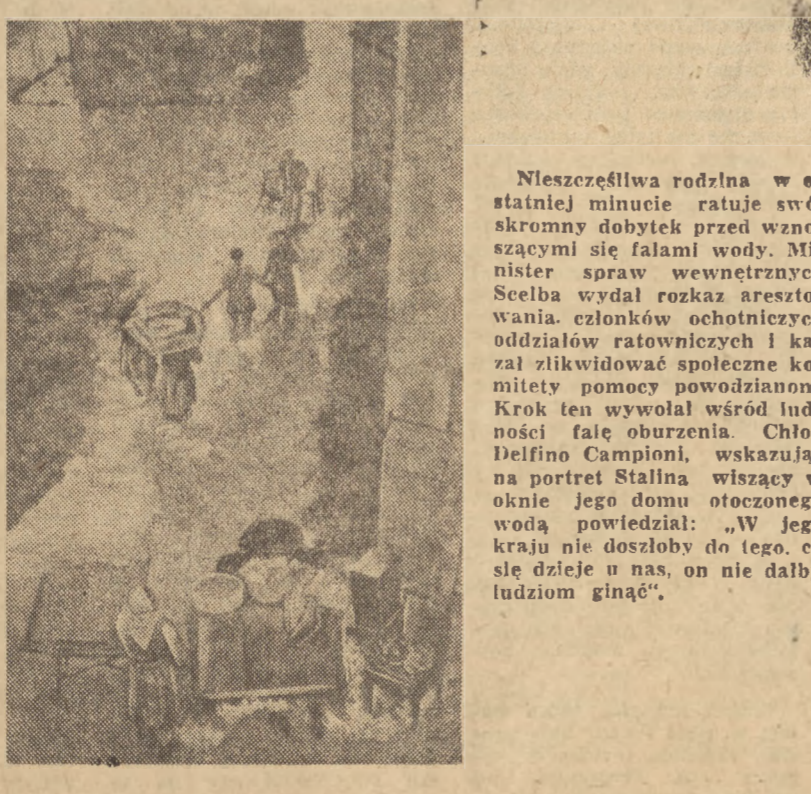 Nieszczęśliwa rodzina w o
statniej minucie ratuje swó
skromny dobytek przed wzno
szącymi się falami wody. Mi
nister spraw wewnętrznyc
Scelba wydał rozkaz areszto
wania. członków ochotniczyc
oddziałów ratowniczych i ka
zał zlikwidować społeczne ko
mitety pomocy powodzianom
Krok ten wywołał wśród lud
ności falę oburzenia. Chło
Delfino Campioni, wskazują
na portret Stalina wiszący w
oknie jego domu otoczoneg
wodą powiedział: „W jeg
kraju nie doszłoby do tego. c
się dzieje u nas, on nie dałb
ludziom ginąć“.